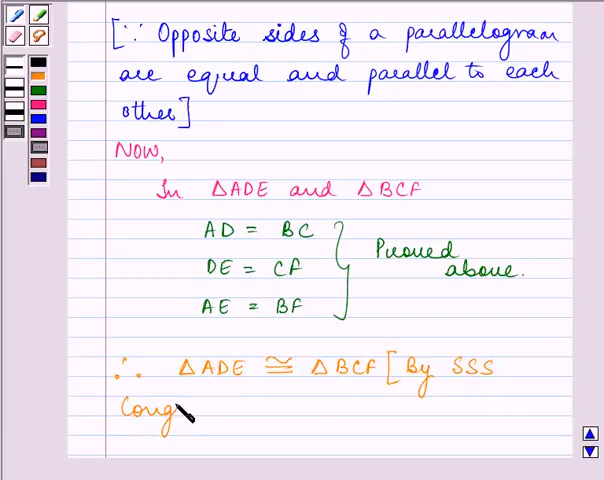 [∵ Opposite sides of a parallelogram
are equal and parallel to each
other]
Now,
In △ADE and △BCF
AD = BC
DE = CF
AE = BF
Proved
above.
∴ △ADE ≅ △BCF [By SSS
Cong